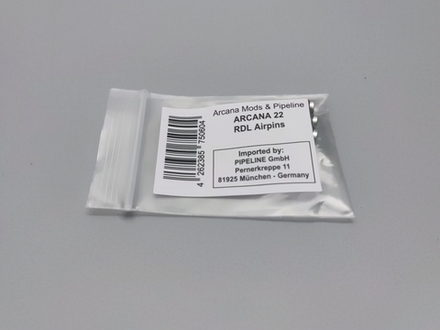 Arcana Mods & Pipeline
ARCANA 22
RDL Airpins
Imported by:
PIPELINE GmbH
Pernerkreppe 11
81925 München - Germany
4 262385 750604